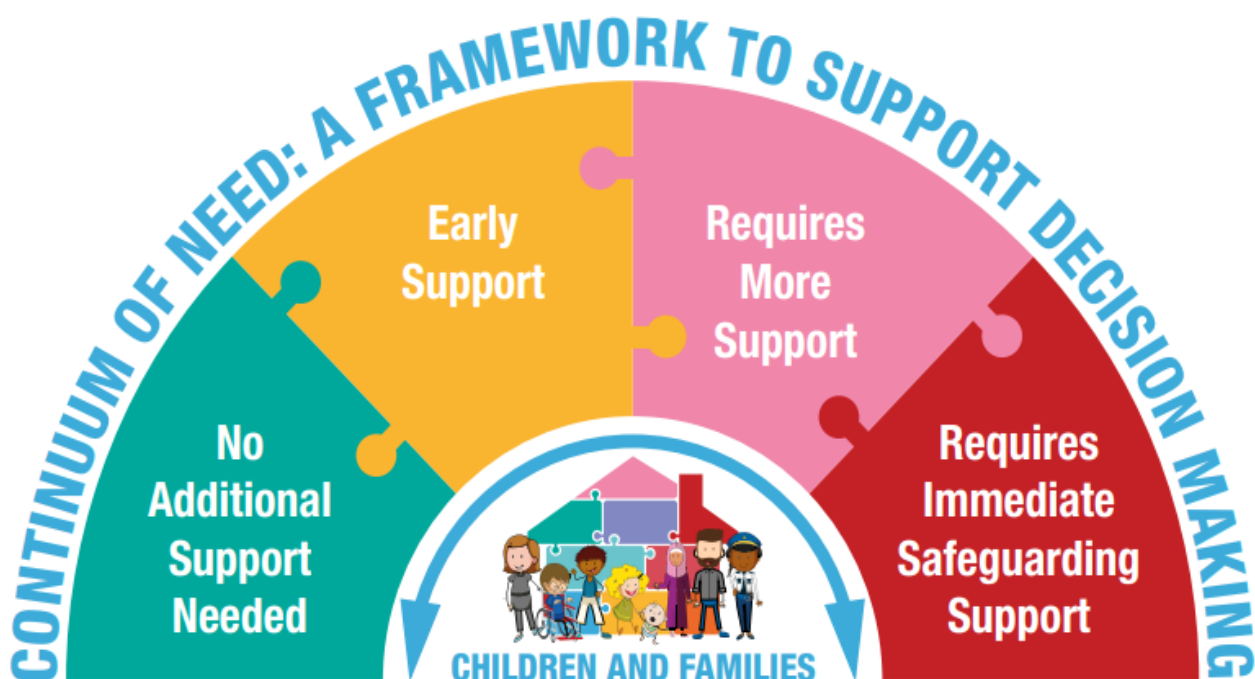 CONTINUUM OF NEED: A FRAMEWORK TO SUPPORT DECISION MAKING
No
Additional
Support
Needed
Early
Support
Requires
More
Support
Requires
Immediate
Safeguarding
Support
CHILDREN AND FAMILIES